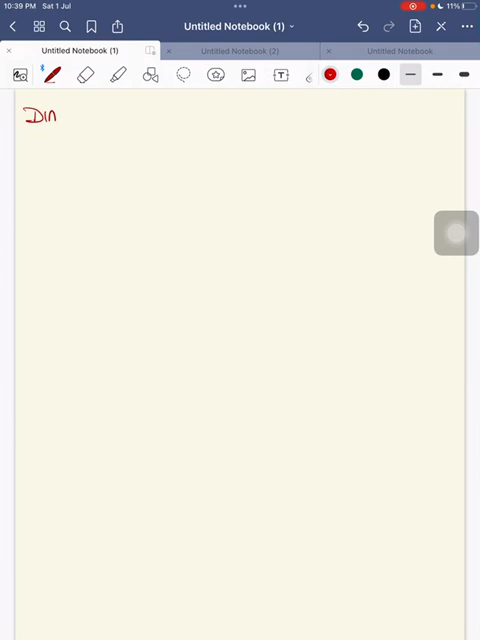 10:39 PM Sat 1 Jul 11%
Untitled Notebook (1)
Untitled Notebook (1) Untitled Notebook (2) Untitled Notebook
T
DIN